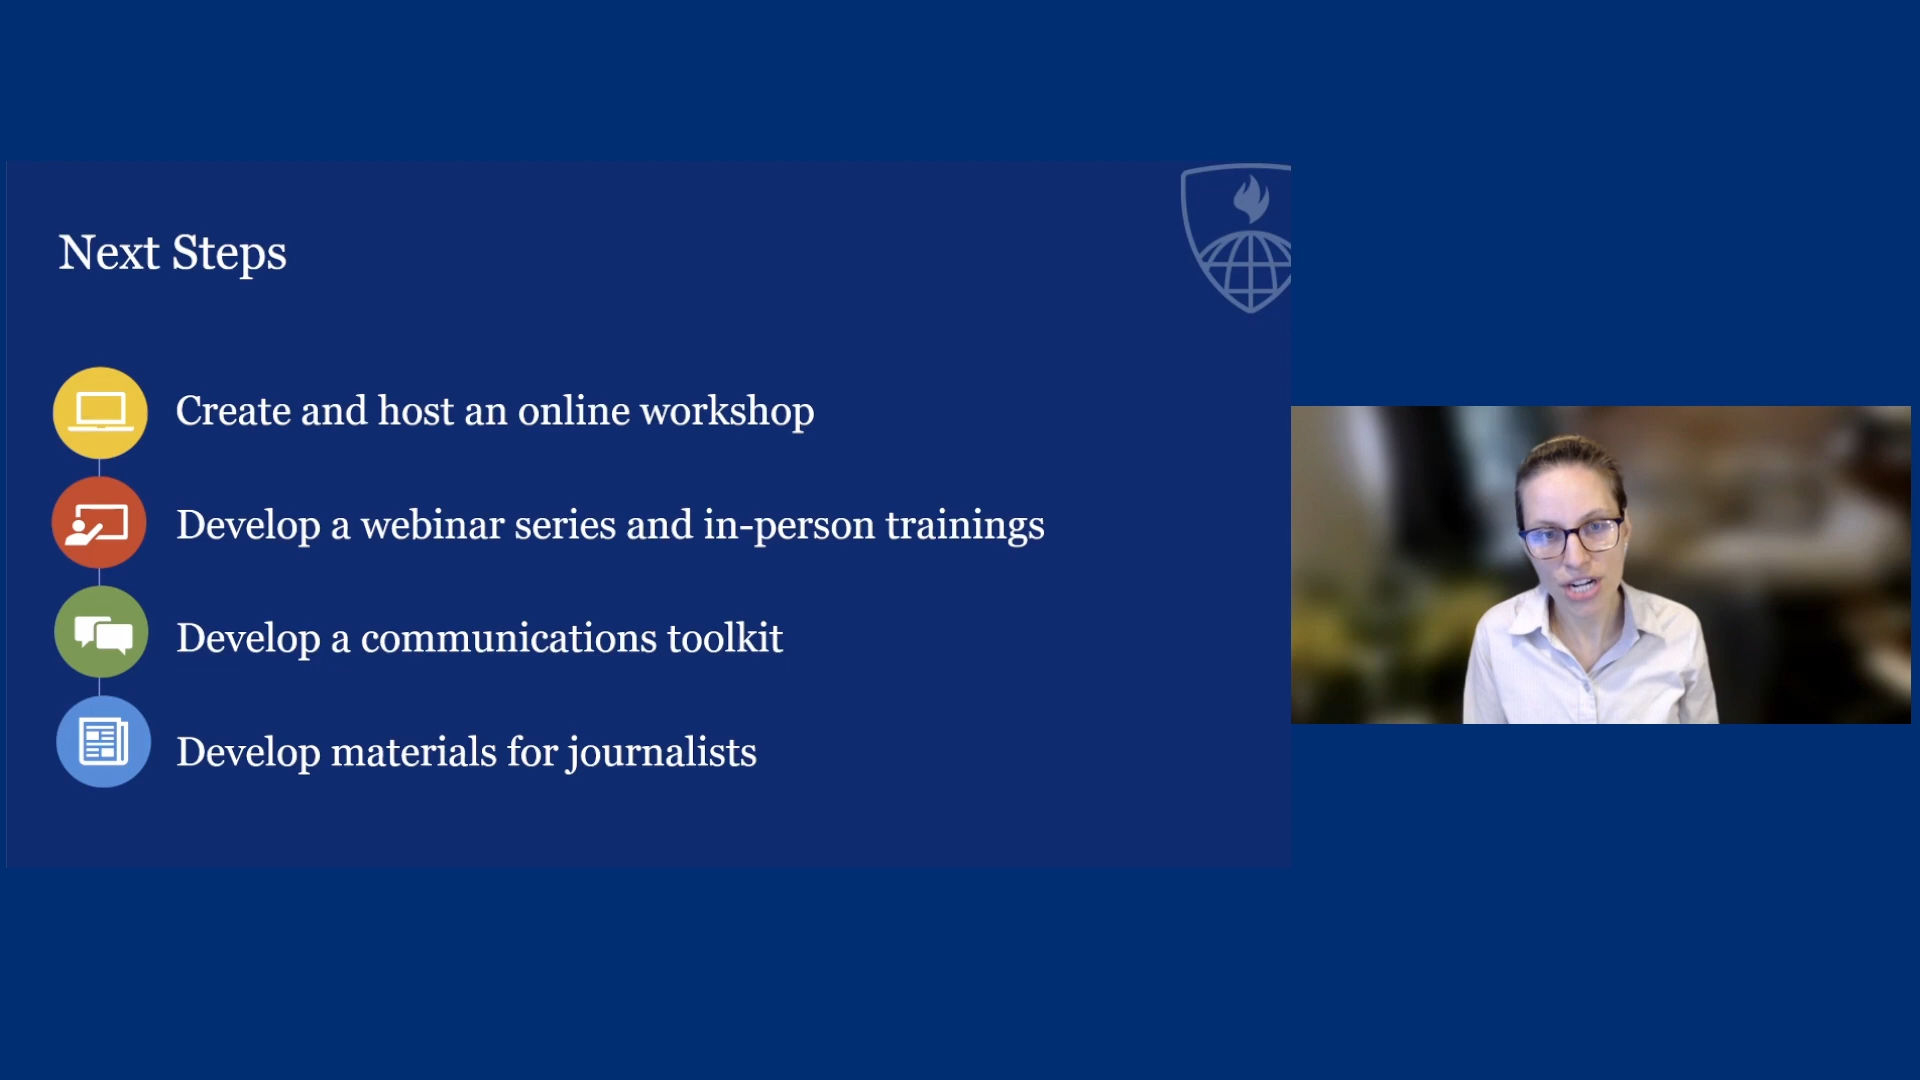 Next Steps
Create and host an online workshop
Develop a webinar series and in-person trainings
Develop a communications toolkit
Develop materials for journalists